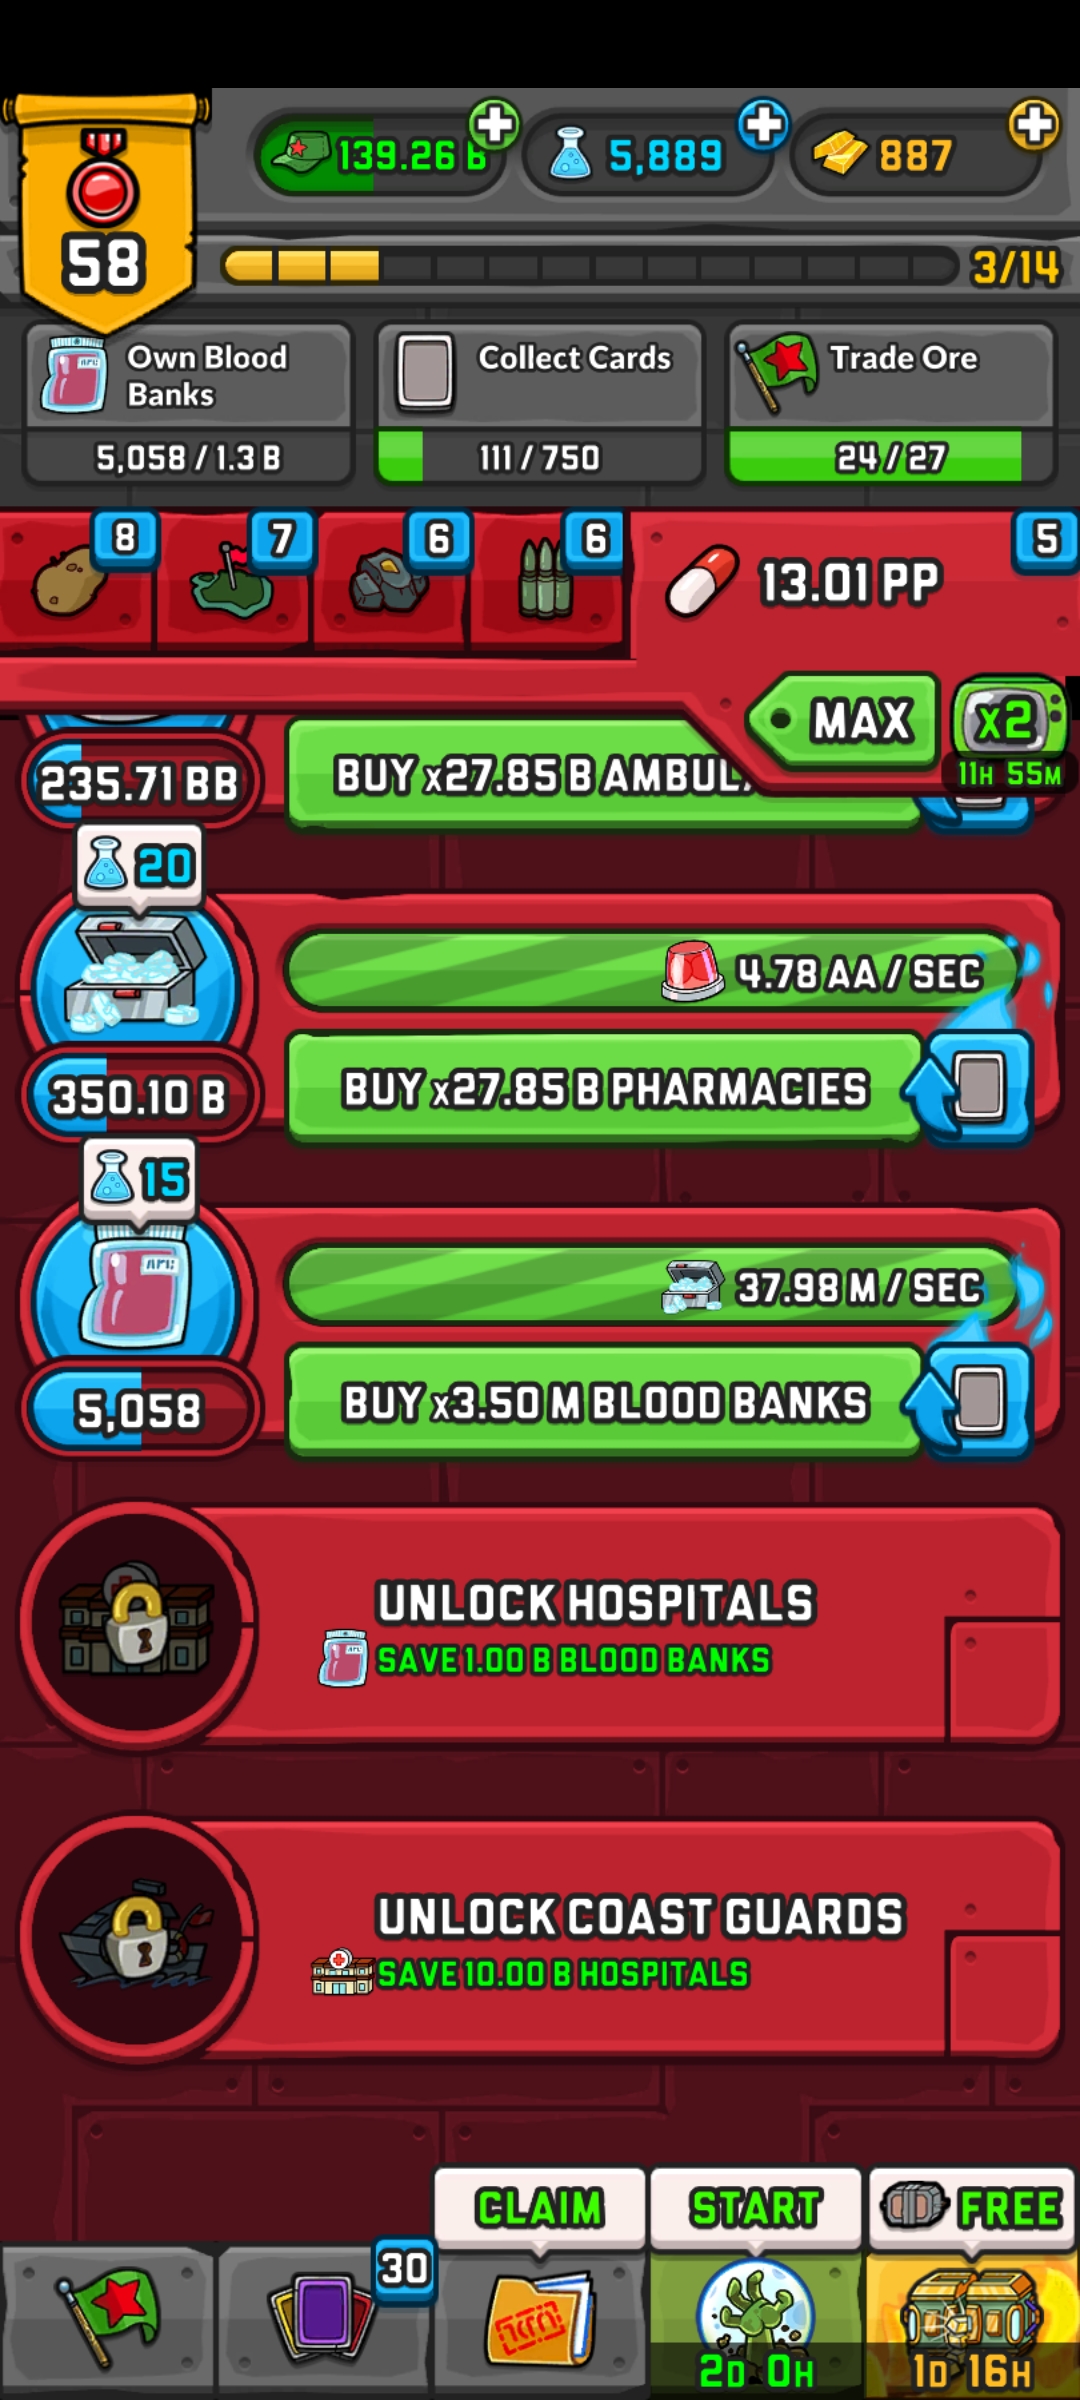 139.26 B
5,889
887
58
3/14
Own Blood
Banks
5,058 / 1.3 B
Collect Cards
111 / 750
Trade Ore
24 / 27
8
7
6
6
13.01 PP
5
MAX
x2
11H 55M
235.71 BB
BUY x27.85 B AMBUL
20
4.78 AA / SEC
350.10 B
BUY x27.85 B PHARMACIES
15
37.98 M / SEC
5,058
BUY x3.50 M BLOOD BANKS
UNLOCK HOSPITALS
SAVE 1.00 B BLOOD BANKS
UNLOCK COAST GUARDS
SAVE 10.00 B HOSPITALS
CLAIM
START
FREE
30
2D 0H
1D 16H